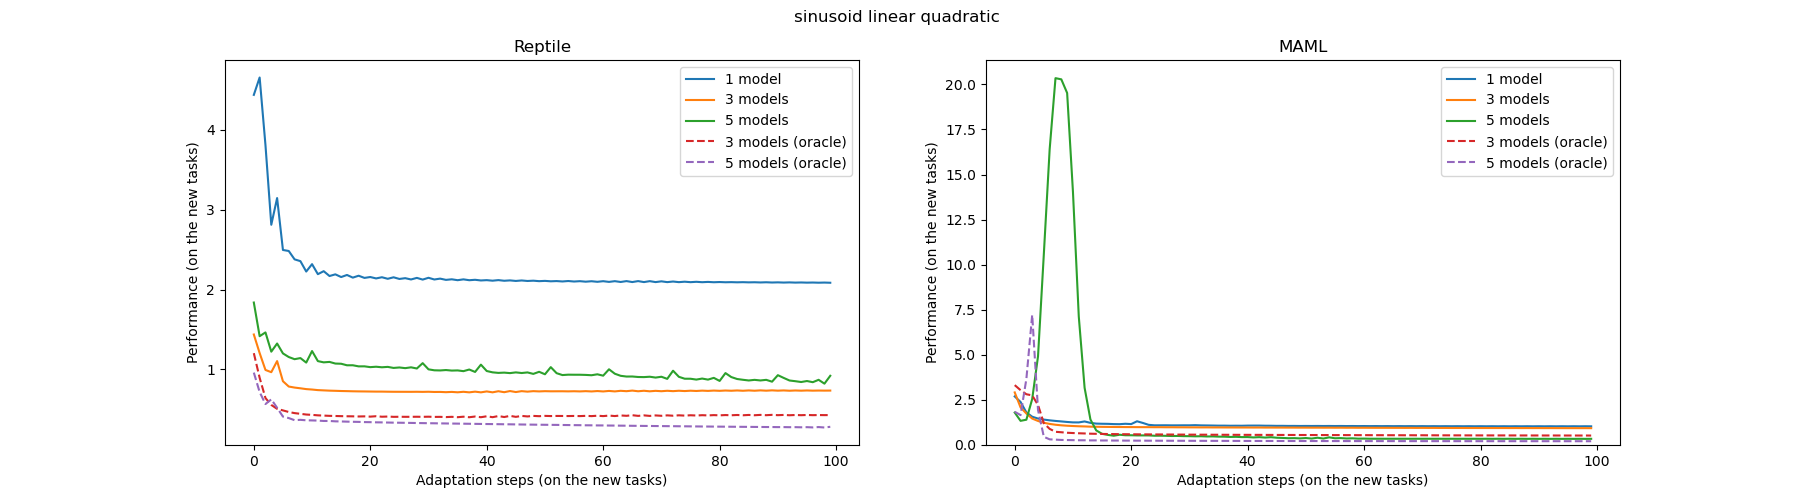 sinusoid linear quadratic
Reptile
Performance (on the new tasks)
4
3
2
1
0
20
40
60
80
100
Adaptation steps (on the new tasks)
1 model
3 models
5 models
3 models (oracle)
5 models (oracle)
MAML
Performance (on the new tasks)
20.0
17.5
15.0
12.5
10.0
7.5
5.0
2.5
0.0
0
20
40
60
80
100
Adaptation steps (on the new tasks)
1 model
3 models
5 models
3 models (oracle)
5 models (oracle)